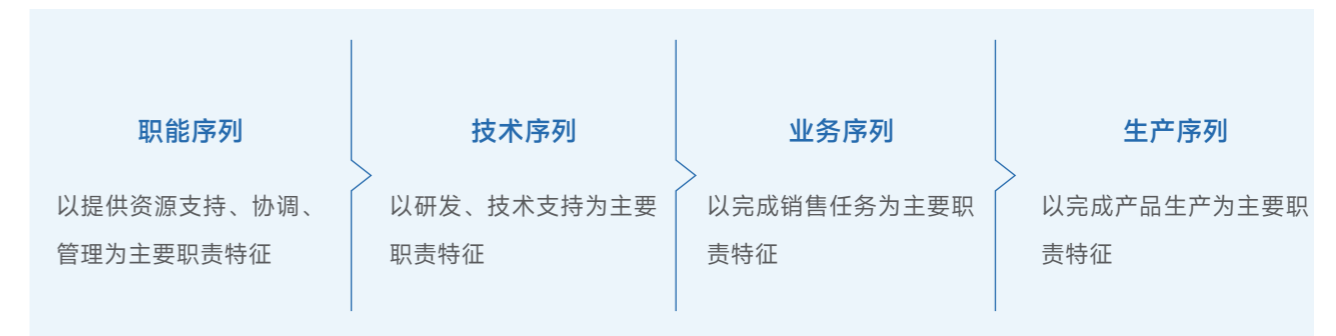 职能序列
以提供资源支持、协调、
管理为主要职责特征
技术序列
以研发、技术支持为主要
职责特征
业务序列
以完成销售任务为主要职
责特征
生产序列
以完成产品生产为主要职
责特征